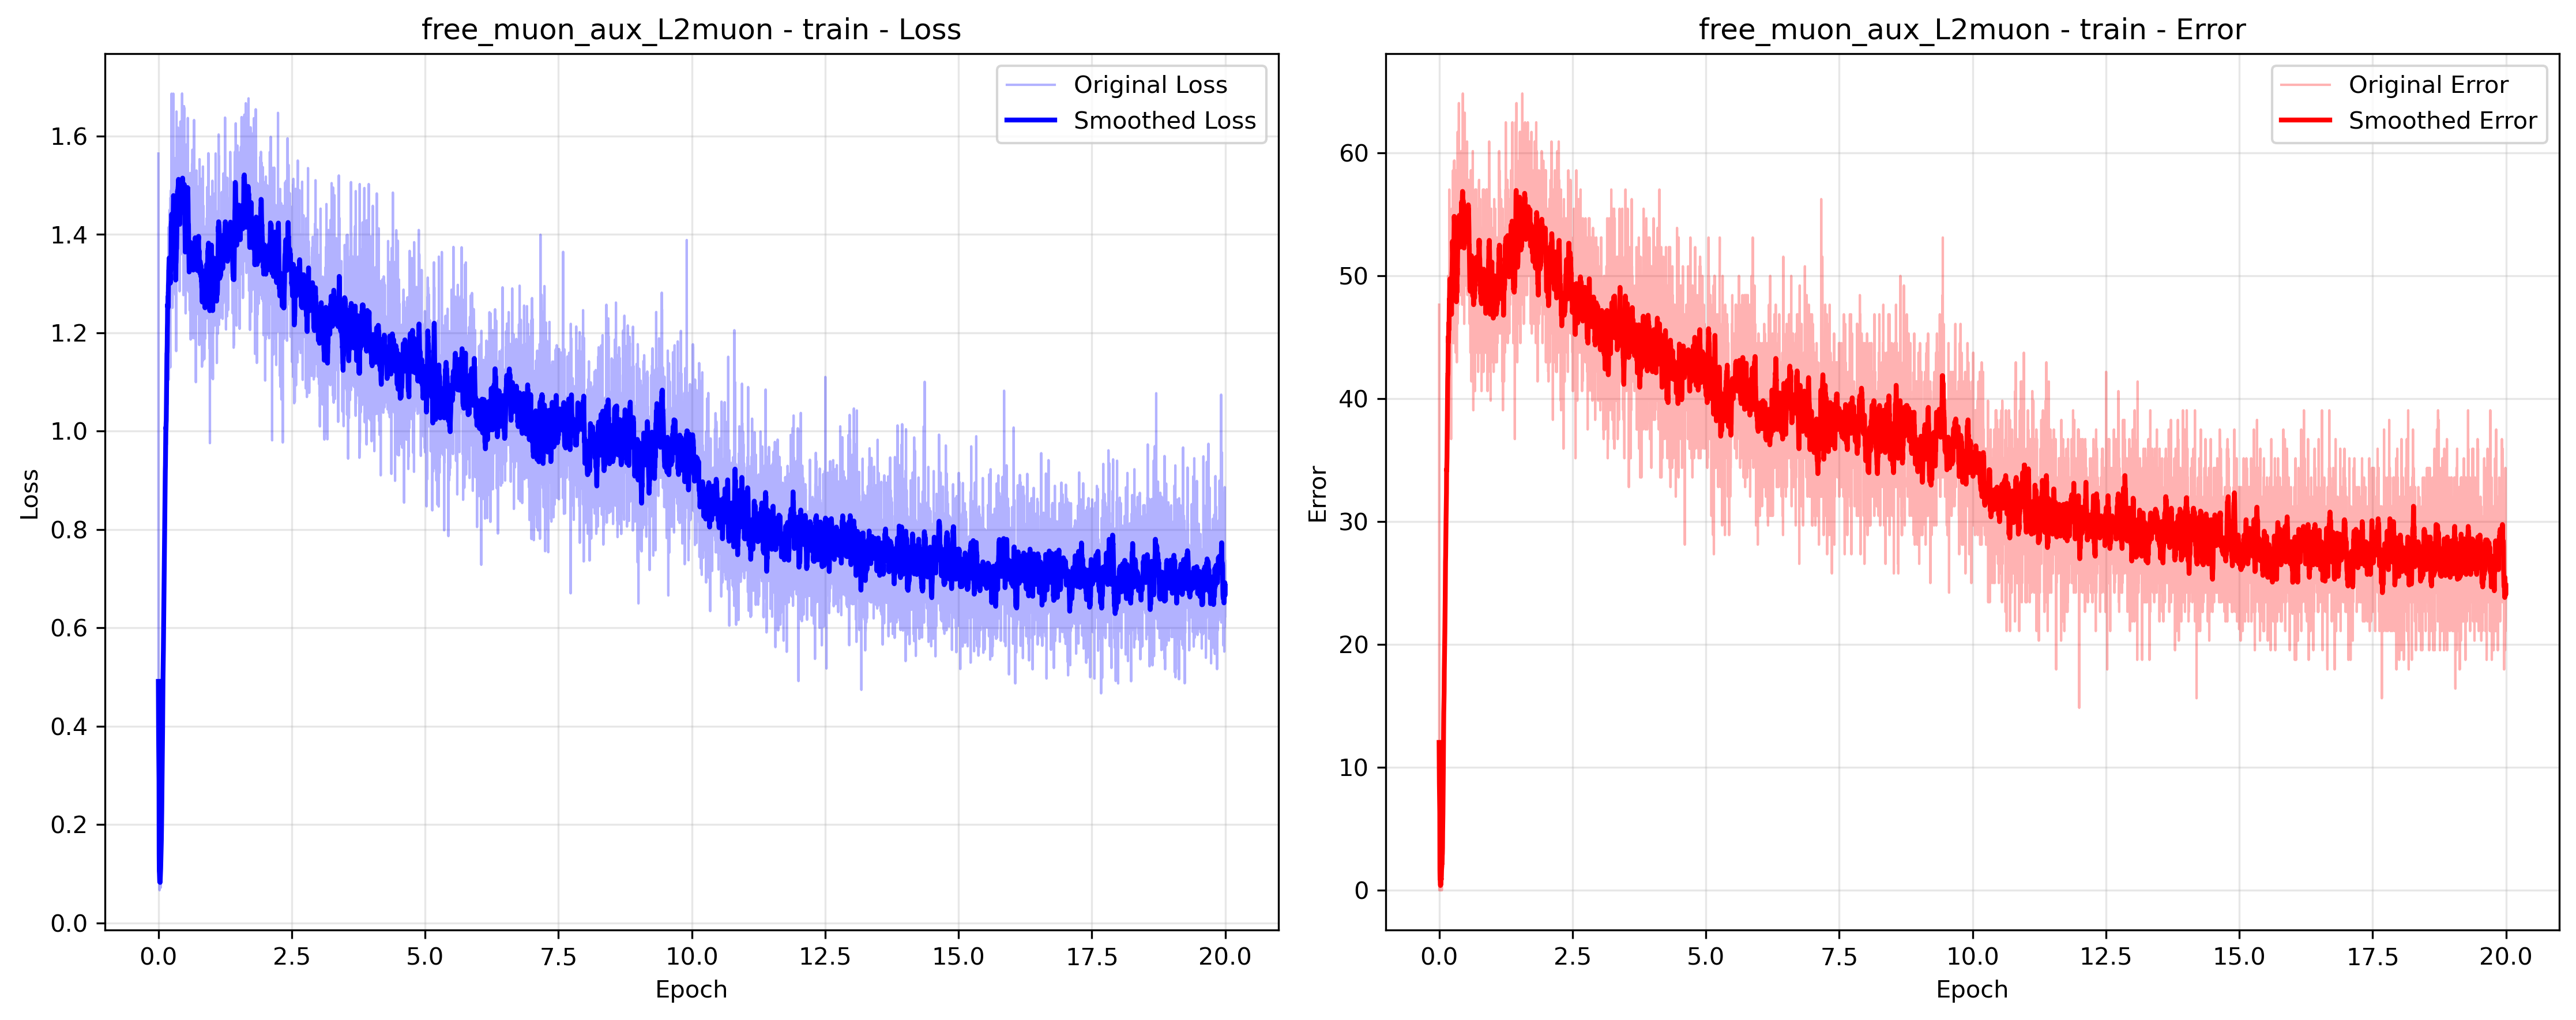 free_muon_aux_L2muon - train - Loss
Original Loss
Smoothed Loss
Loss
1.6
1.4
1.2
1.0
0.8
0.6
0.4
0.2
0.0
0.0 2.5 5.0 7.5 10.0 12.5 15.0 17.5 20.0
Epoch
free_muon_aux_L2muon - train - Error
Original Error
Smoothed Error
Error
60
50
40
30
20
10
0
0.0 2.5 5.0 7.5 10.0 12.5 15.0 17.5 20.0
Epoch